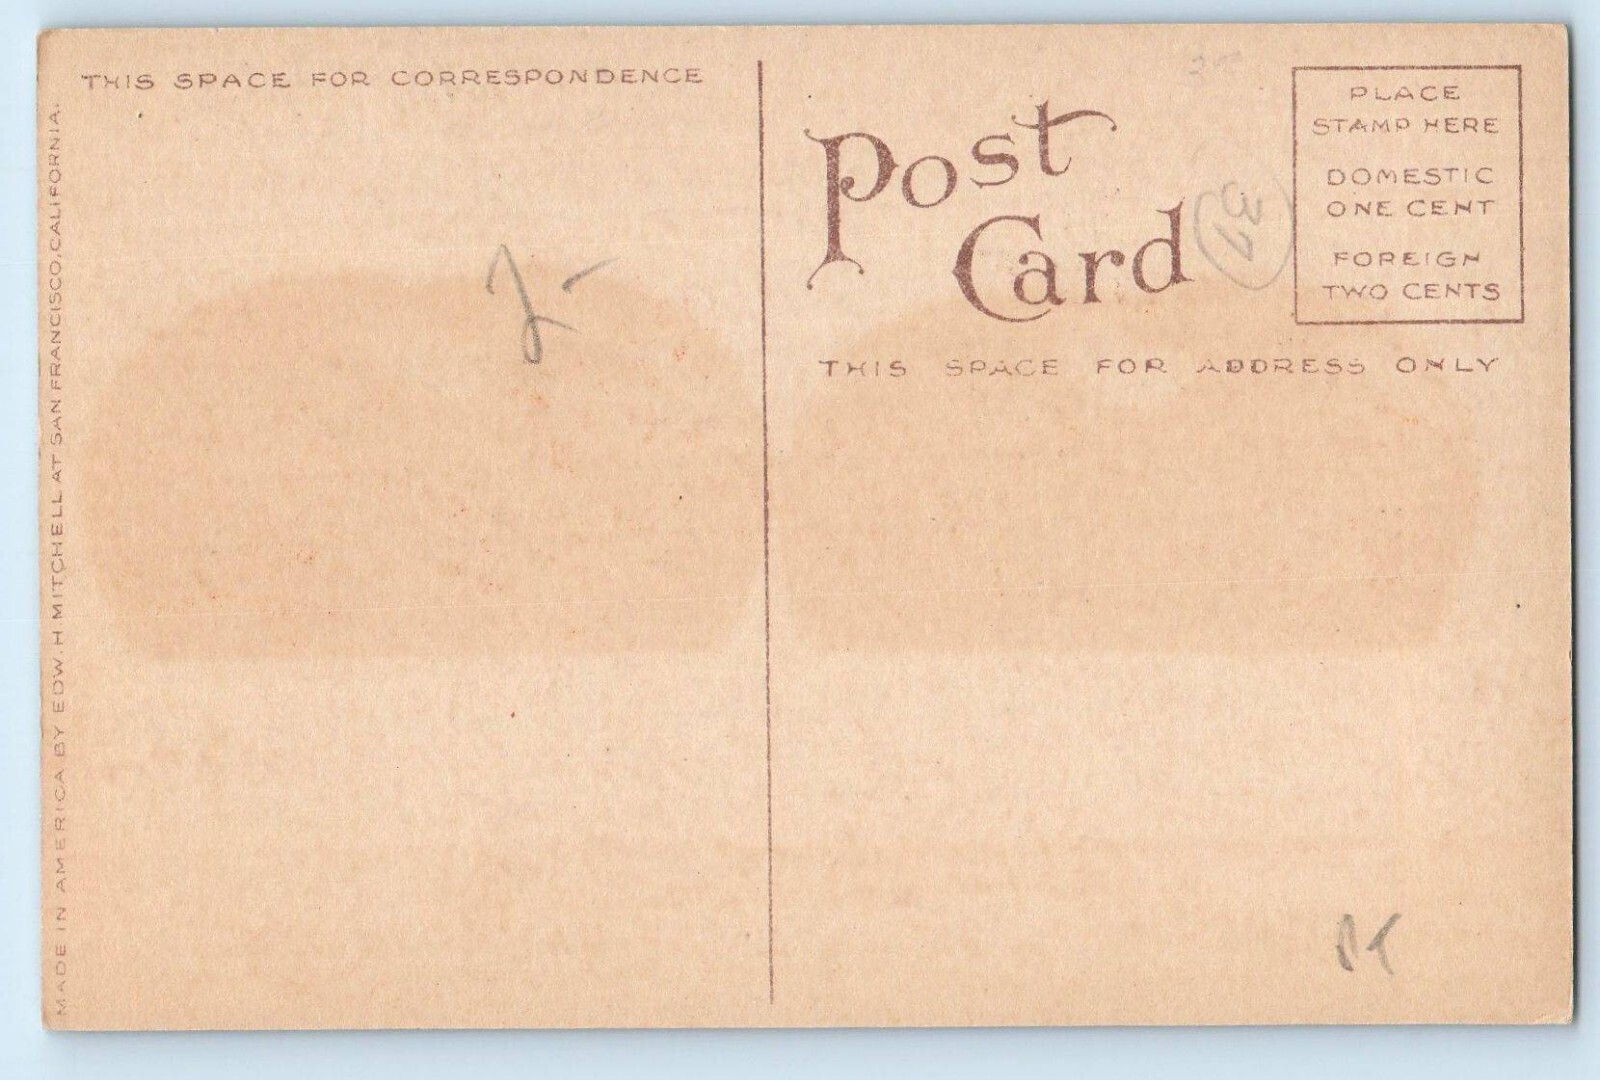 THIS SPACE FOR CORRESPONDENCE
MADE IN AMERICA BY EDW. H MITCHELL AT SAN FRANCISCO, CALIFORNIA.
Post
Card
PLACE
STAMP HERE
DOMESTIC
ONE CENT
FOREIGN
TWO CENTS
THIS SPACE FOR ADDRESS ONLY